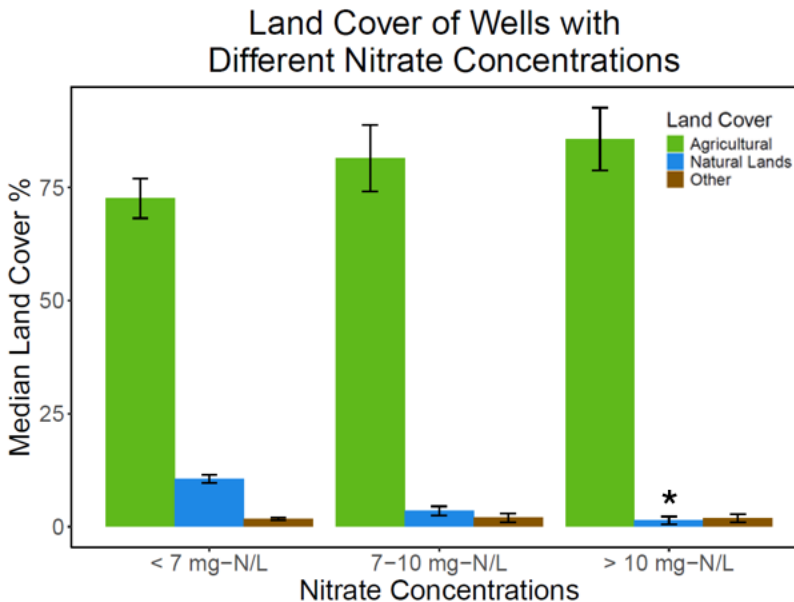 Land Cover of Wells with
Different Nitrate Concentrations
Median Land Cover %
75
50
25
0
Land Cover
Agricultural
Natural Lands
Other
*
< 7 mg−N/L
7−10 mg−N/L
> 10 mg−N/L
Nitrate Concentrations